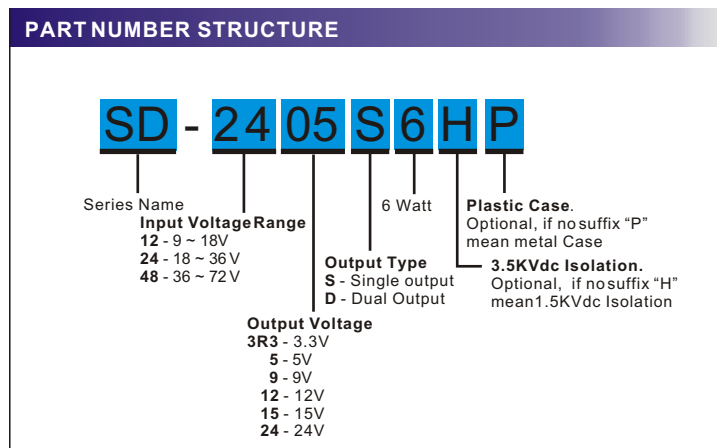 PART NUMBER STRUCTURE
SD - 24 05 S 6 H P
Series Name
Input Voltage Range
12 - 9 ~ 18V
24 - 18 ~ 36V
48 - 36 ~ 72V
Output Voltage
3R3 - 3.3V
5 - 5V
9 - 9V
12 - 12V
15 - 15V
24 - 24V
Output Type
S - Single output
D - Dual Output
6 Watt
Plastic Case.
Optional, if no suffix “P”
mean metal Case
3.5KVdc Isolation.
Optional, if no suffix “H”
mean1.5KVdc Isolation